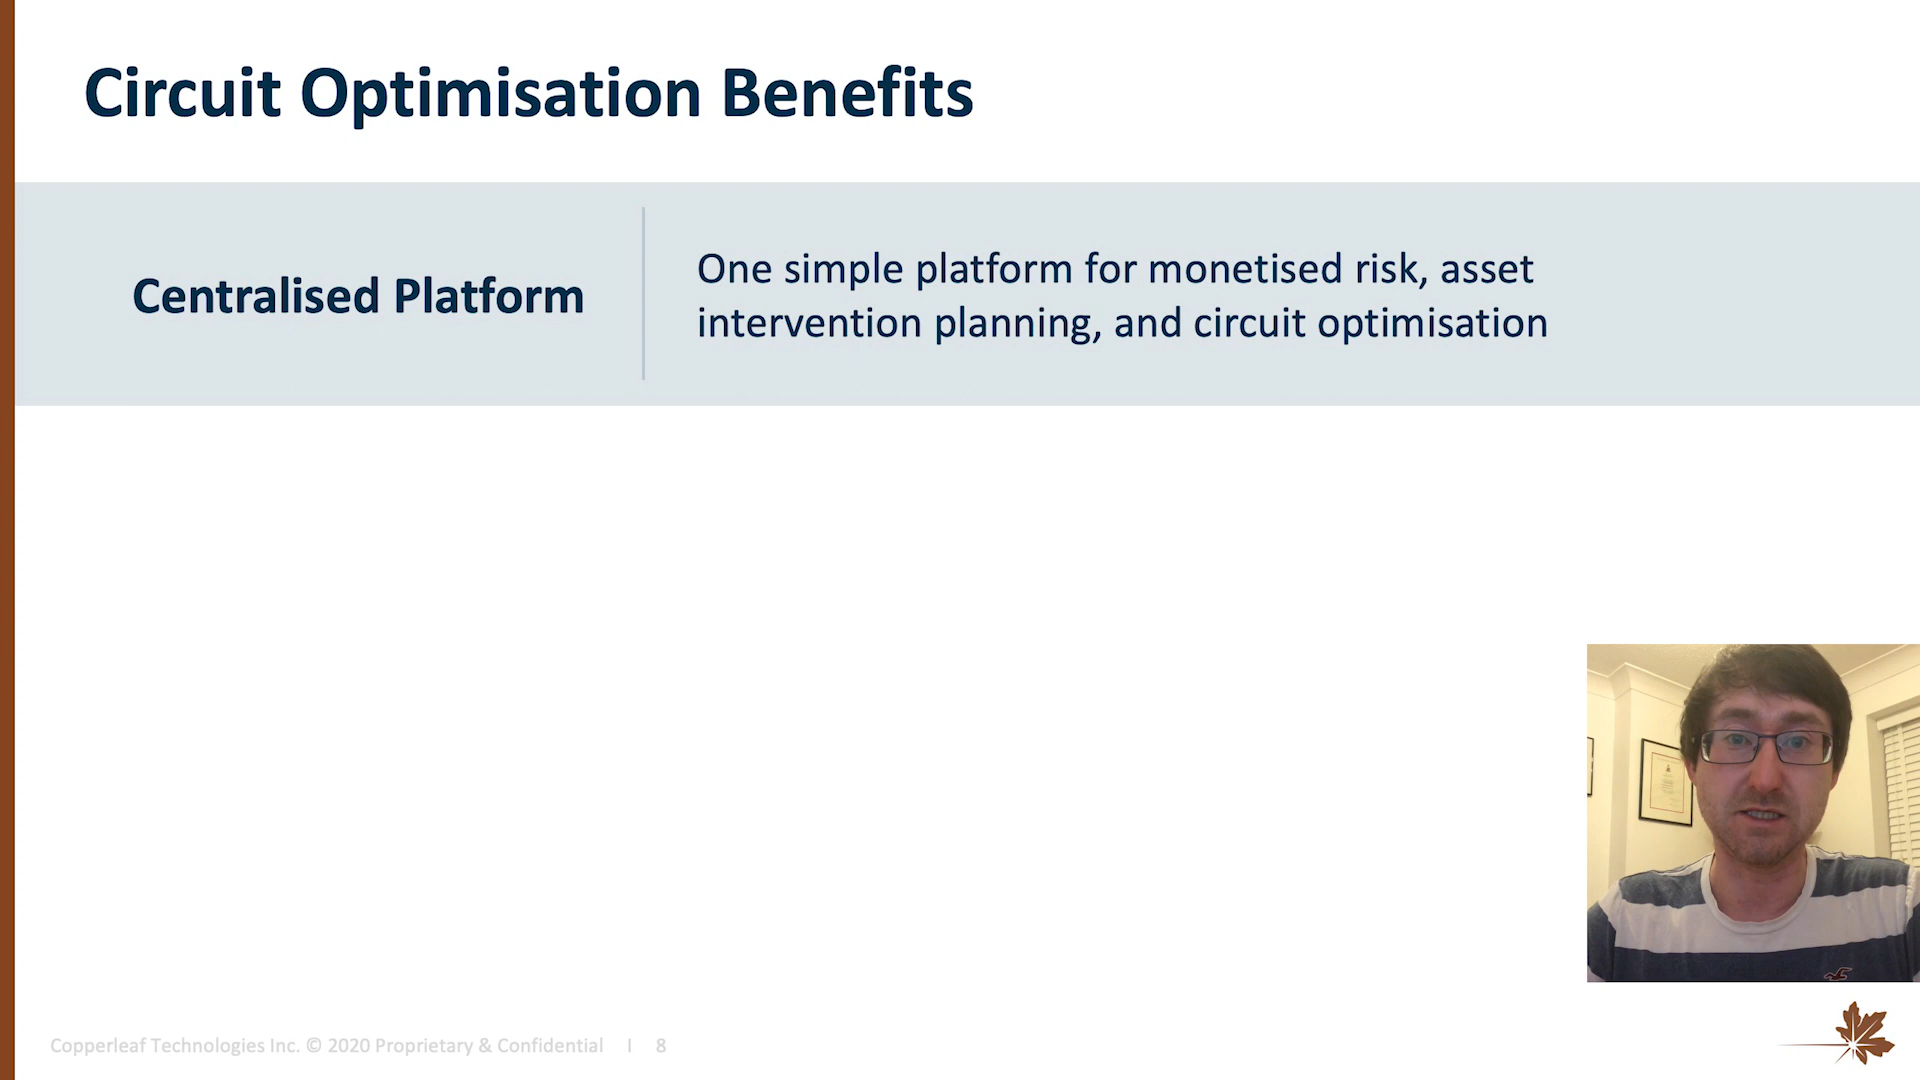 Circuit Optimisation Benefits
Centralised Platform
One simple platform for monetised risk, asset
intervention planning, and circuit optimisation
Copperleaf Technologies Inc. © 2020 Proprietary & Confidential I 8